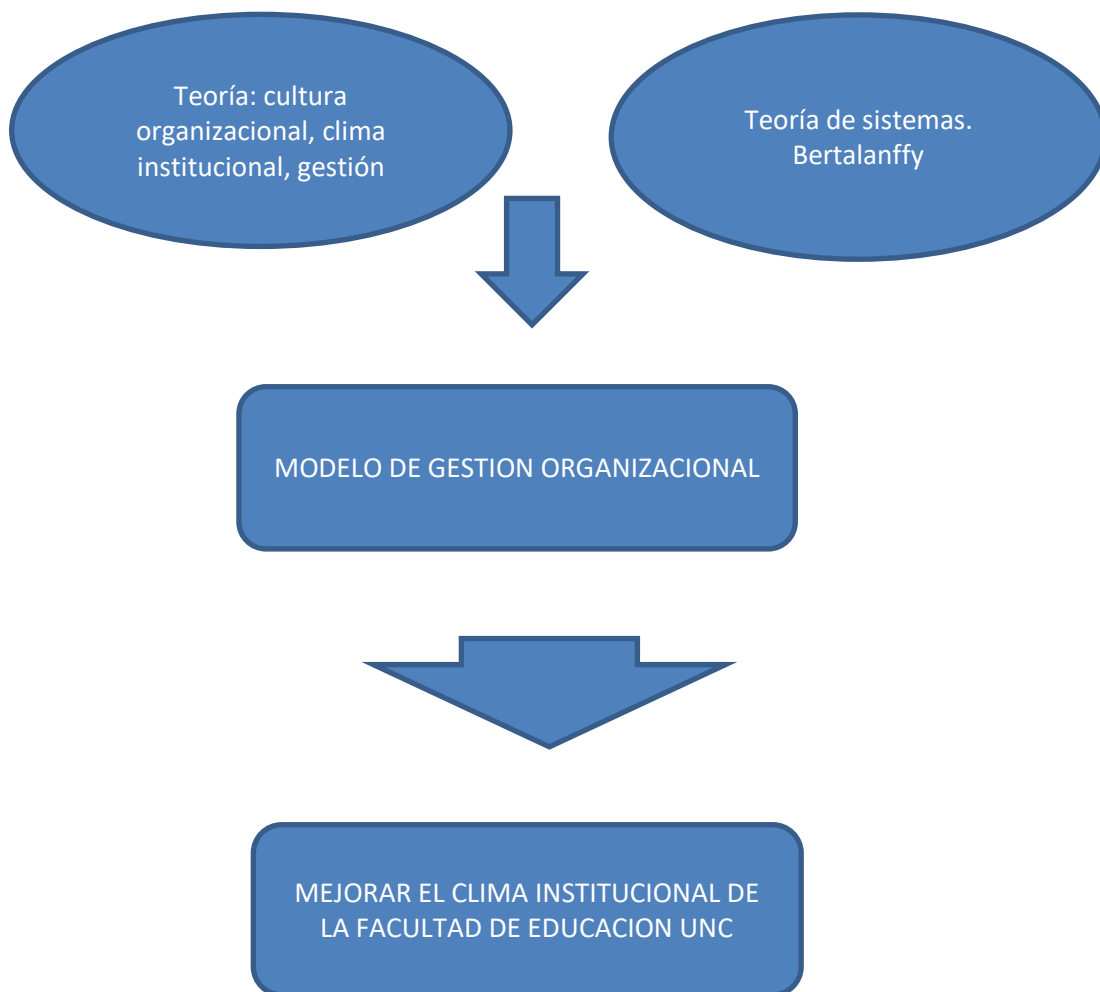 Teoría: cultura
organizacional, clima
institucional, gestión
Teoría de sistemas.
Bertalanffy
MODELO DE GESTION ORGANIZACIONAL
MEJORAR EL CLIMA INSTITUCIONAL DE
LA FACULTAD DE EDUCACION UNC